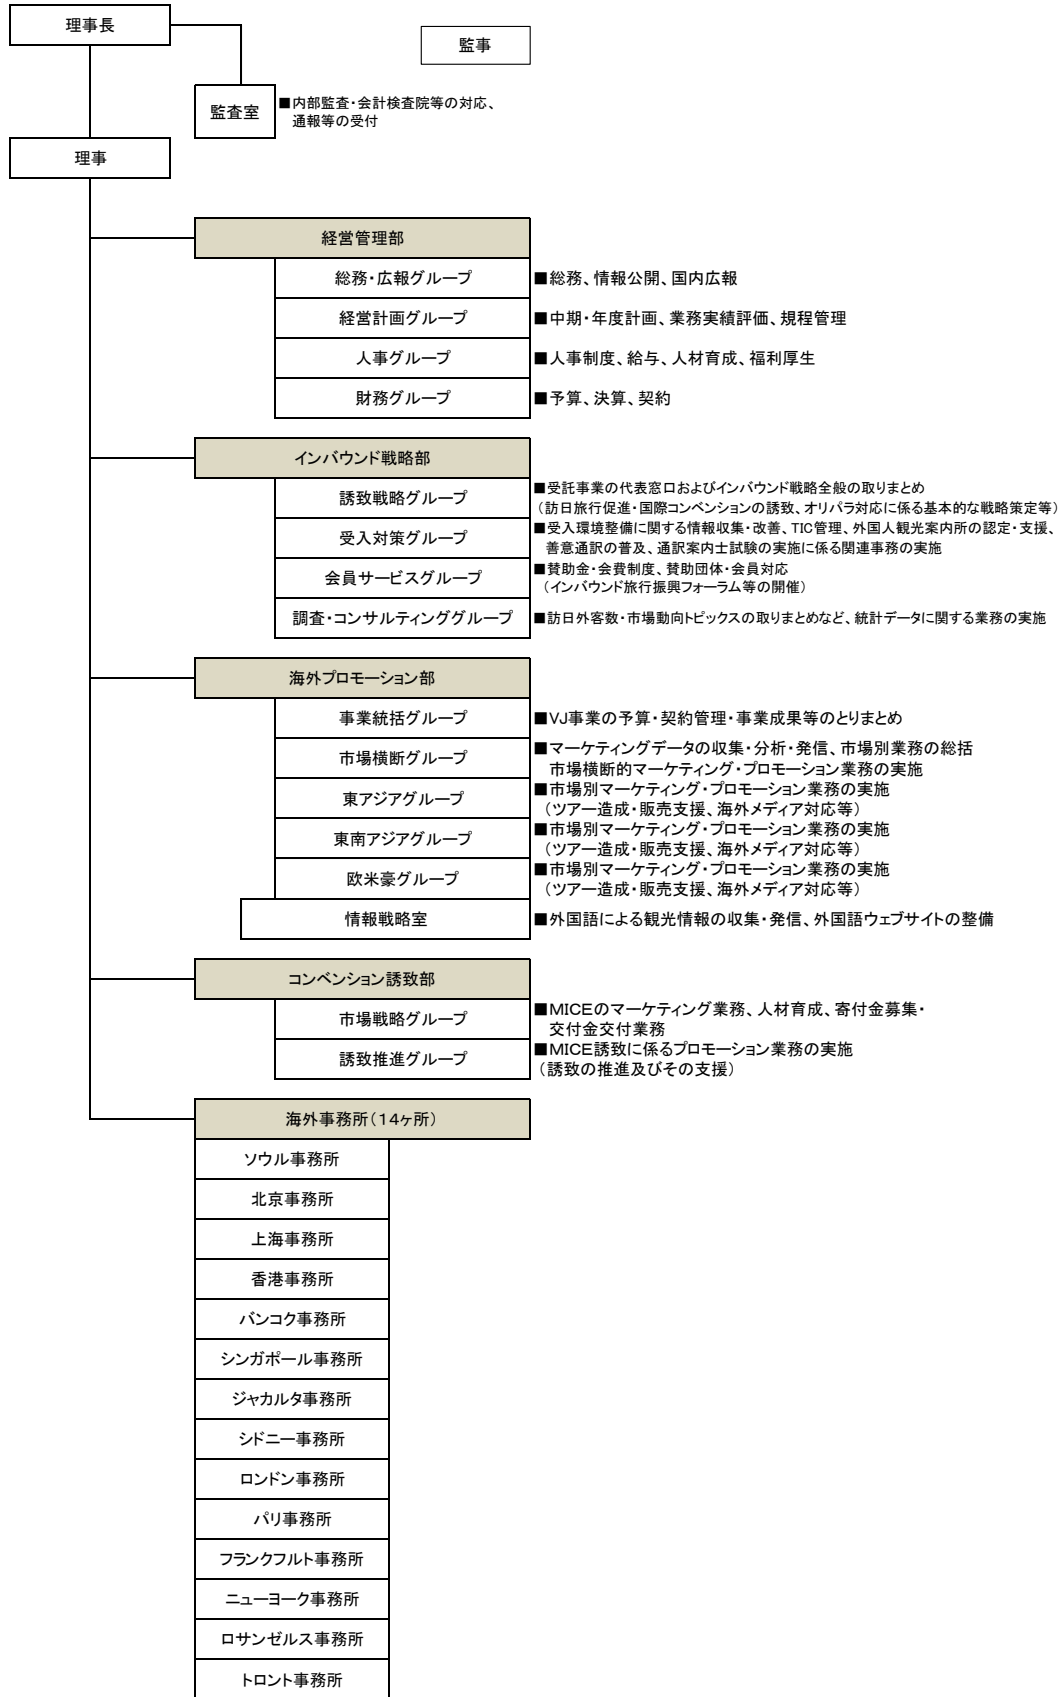 理事長
監事
監査室
■内部監査・会計検査院等の対応、
通報等の受付
理事
経営管理部
総務・広報グループ
■総務、情報公開、国内広報
経営計画グループ
■中期・年度計画、業務実績評価、規程管理
人事グループ
■人事制度、給与、人材育成、福利厚生
財務グループ
■予算、決算、契約
インバウンド戦略部
誘致戦略グループ
■受託事業の代表窓口およびインバウンド戦略全般の取りまとめ
（訪日旅行促進・国際コンベンションの誘致、オリパラ対応に係る基本的な戦略策定等）
受入対策グループ
■受入環境整備に関する情報収集・改善、TIC管理、外国人観光案内所の認定・支援、
善意通訳の普及、通訳案内士試験の実施に係る関連事務の実施
会員サービスグループ
■賛助金・会費制度、賛助団体・会員対応
（インバウンド旅行振興フォーラム等の開催）
調査・コンサルティンググループ
■訪日外客数・市場動向トピックスの取りまとめなど、統計データに関する業務の実施
海外プロモーション部
事業統括グループ
■VJ事業の予算・契約管理・事業成果等のとりまとめ
市場横断グループ
■マーケティングデータの収集・分析・発信、市場別業務の総括
市場横断的マーケティング・プロモーション業務の実施
東アジアグループ
■市場別マーケティング・プロモーション業務の実施
（ツアー造成・販売支援、海外メディア対応等）
東南アジアグループ
■市場別マーケティング・プロモーション業務の実施
（ツアー造成・販売支援、海外メディア対応等）
欧米豪グループ
■市場別マーケティング・プロモーション業務の実施
（ツアー造成・販売支援、海外メディア対応等）
情報戦略室
■外国語による観光情報の収集・発信、外国語ウェブサイトの整備
コンベンション誘致部
市場戦略グループ
■MICEのマーケティング業務、人材育成、寄付金募集・
交付金交付業務
誘致推進グループ
■MICE誘致に係るプロモーション業務の実施
（誘致の推進及びその支援）
海外事務所（１４ヶ所）
ソウル事務所
北京事務所
上海事務所
香港事務所
バンコク事務所
シンガポール事務所
ジャカルタ事務所
シドニー事務所
ロンドン事務所
パリ事務所
フランクフルト事務所
ニューヨーク事務所
ロサンゼルス事務所
トロント事務所